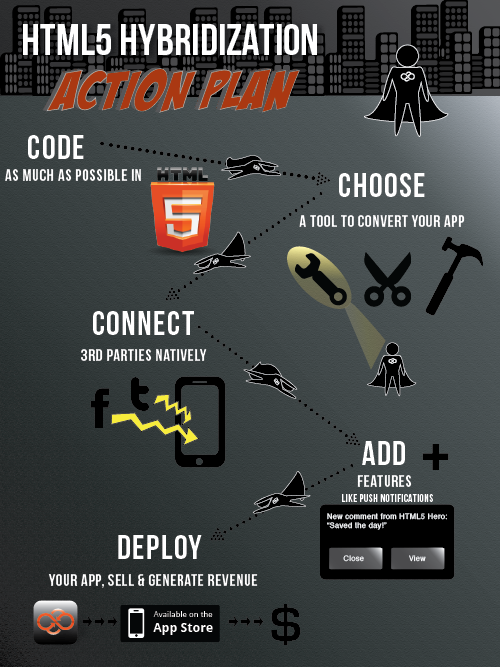 HTML5 HYBRIDIZATION
ACTION PLAN
CODE
AS MUCH AS POSSIBLE IN
HTML
5
CHOOSE
A TOOL TO CONVERT YOUR APP
CONNECT
3RD PARTIES NATIVELY
f t
ADD +
FEATURES
LIKE PUSH NOTIFICATIONS
New comment from HTML5 Hero:
"Saved the day!"
Close View
DEPLOY
YOUR APP, SELL & GENERATE REVENUE
Available on the
App Store
$